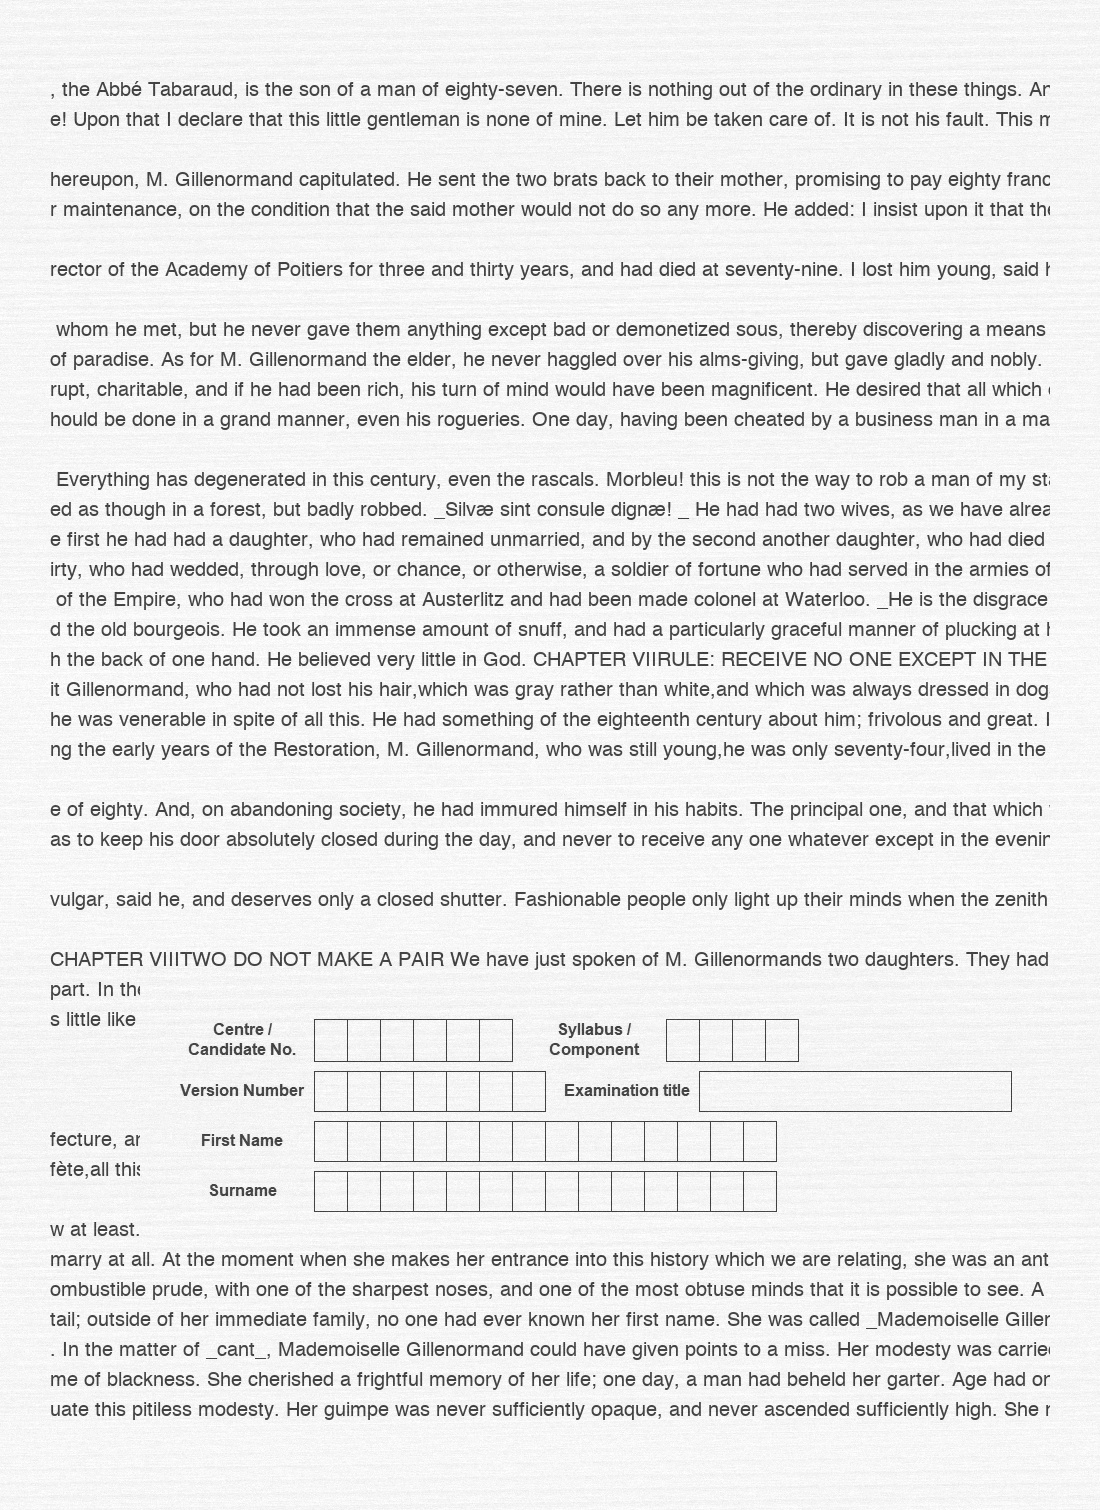 , the Abbé Tabaraud, is the son of a man of eighty-seven. There is nothing out of the ordinary in these things.
e! Upon that I declare that this little gentleman is none of mine. Let him be taken care of. It is not his fault. This
hereupon, M. Gillenormand capitulated. He sent the two brats back to their mother, promising to pay eighty franc
r maintenance, on the condition that the said mother would not do so any more. He added: I insist upon it that
rector of the Academy of Poitiers for three and thirty years, and had died at seventy-nine. I lost him young, said
whom he met, but he never gave them anything except bad or demonetized sous, thereby discovering a means
of paradise. As for M. Gillenormand the elder, he never haggled over his alms-giving, but gave gladly and nobly.
rupt, charitable, and if he had been rich, his turn of mind would have been magnificent. He desired that all which
hould be done in a grand manner, even his rogueries. One day, having been cheated by a business man in a ma
Everything has degenerated in this century, even the rascals. Morbleu! this is not the way to rob a man of my
ed as though in a forest, but badly robbed. _Silvæ sint consule dignæ! _ He had had two wives, as we have alrea
e first he had had a daughter, who had remained unmarried, and by the second another daughter, who had died
irty, who had wedded, through love, or chance, or otherwise, a soldier of fortune who had served in the armies of
of the Empire, who had won the cross at Austerlitz and had been made colonel at Waterloo. _He is the disgrace
d the old bourgeois. He took an immense amount of snuff, and had a particularly graceful manner of plucking at
h the back of one hand. He believed very little in God. CHAPTER VIIRULE: RECEIVE NO ONE EXCEPT IN THE
it Gillenormand, who had not lost his hair,which was gray rather than white,and which was always dressed in dog
he was venerable in spite of all this. He had something of the eighteenth century about him; frivolous and great.
ng the early years of the Restoration, M. Gillenormand, who was still young,he was only seventy-four,lived in the
e of eighty. And, on abandoning society, he had immured himself in his habits. The principal one, and that which
as to keep his door absolutely closed during the day, and never to receive any one whatever except in the evenin
vulgar, said he, and deserves only a closed shutter. Fashionable people only light up their minds when the zenith
CHAPTER VIIITWO DO NOT MAKE A PAIR We have just spoken of M. Gillenormands two daughters. They had
part. In the
s little like
Centre /
Candidate No.
Syllabus /
Component
Version Number
Examination title
fecture,
First Name
fète,all this
Surname
w at least.
marry at all. At the moment when she makes her entrance into this history which we are relating, she was an ant
ombustible prude, with one of the sharpest noses, and one of the most obtuse minds that it is possible to see. A
tail; outside of her immediate family, no one had ever known her first name. She was called _Mademoiselle Giller
. In the matter of _cant_, Mademoiselle Gillenormand could have given points to a miss. Her modesty was carrie
me of blackness. She cherished a frightful memory of her life; one day, a man had beheld her garter. Age had
uate this pitiless modesty. Her guimpe was never sufficiently opaque, and never ascended sufficiently high. She